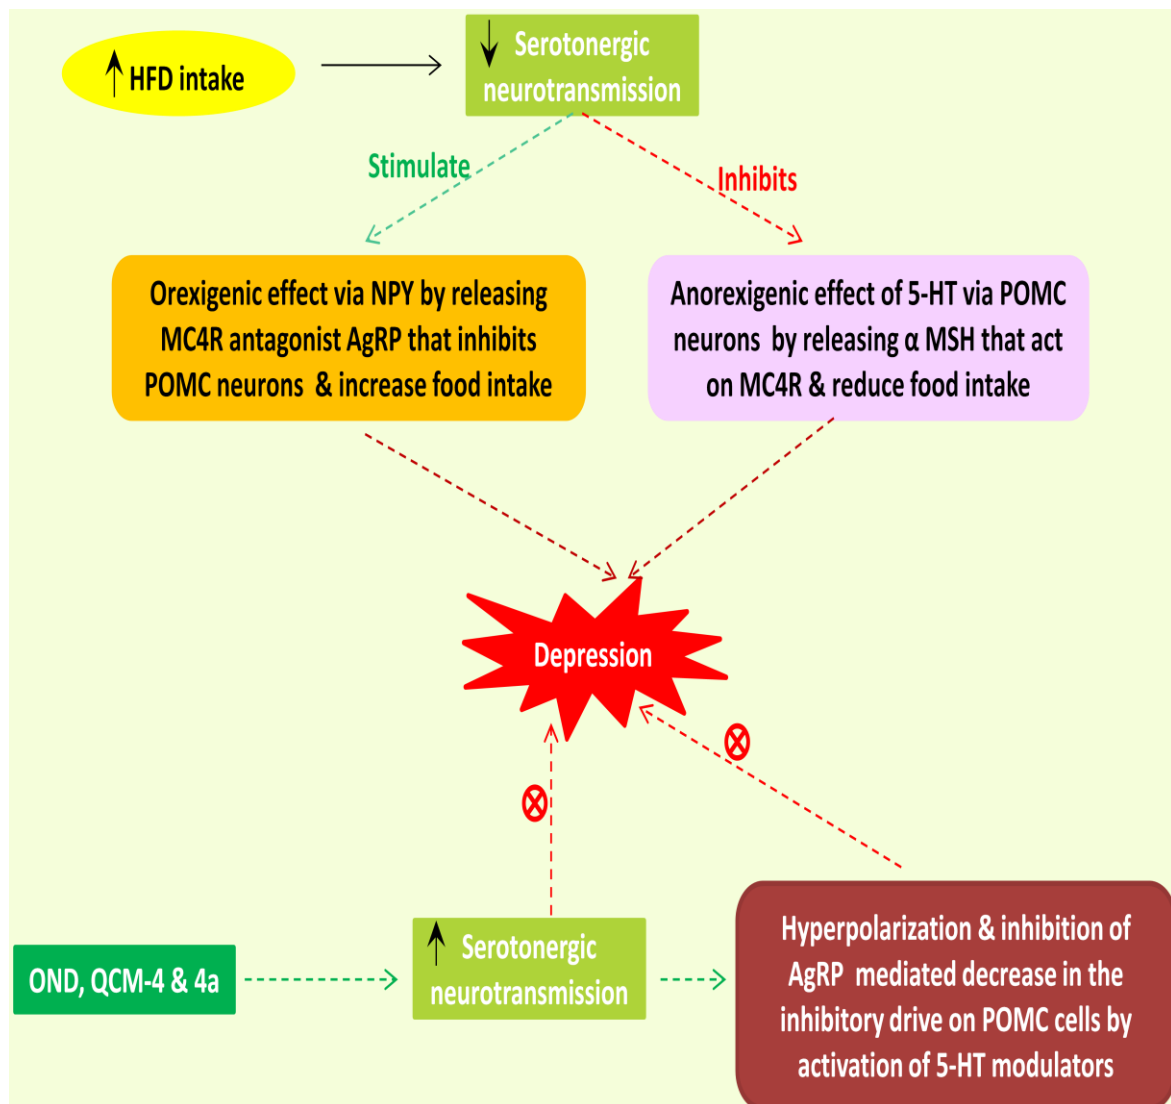 ↑ HFD intake
↓ Serotonergic
neurotransmission
Stimulate
Inhibits
Orexigenic effect via NPY by releasing
MC4R antagonist AgRP that inhibits
POMC neurons & increase food intake
Anorexigenic effect of 5-HT via POMC
neurons by releasing α MSH that act
on MC4R & reduce food intake
Depression
OND, QCM-4 & 4a
↑ Serotonergic
neurotransmission
Hyperpolarization & inhibition of
AgRP mediated decrease in the
inhibitory drive on POMC cells by
activation of 5-HT modulators